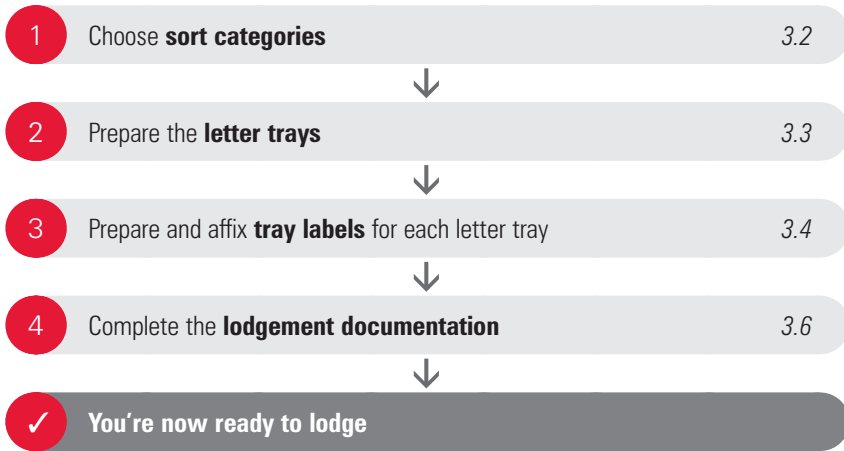 1 Choose sort categories 3.2
2 Prepare the letter trays 3.3
3 Prepare and affix tray labels for each letter tray 3.4
4 Complete the lodgement documentation 3.6
✓ You’re now ready to lodge